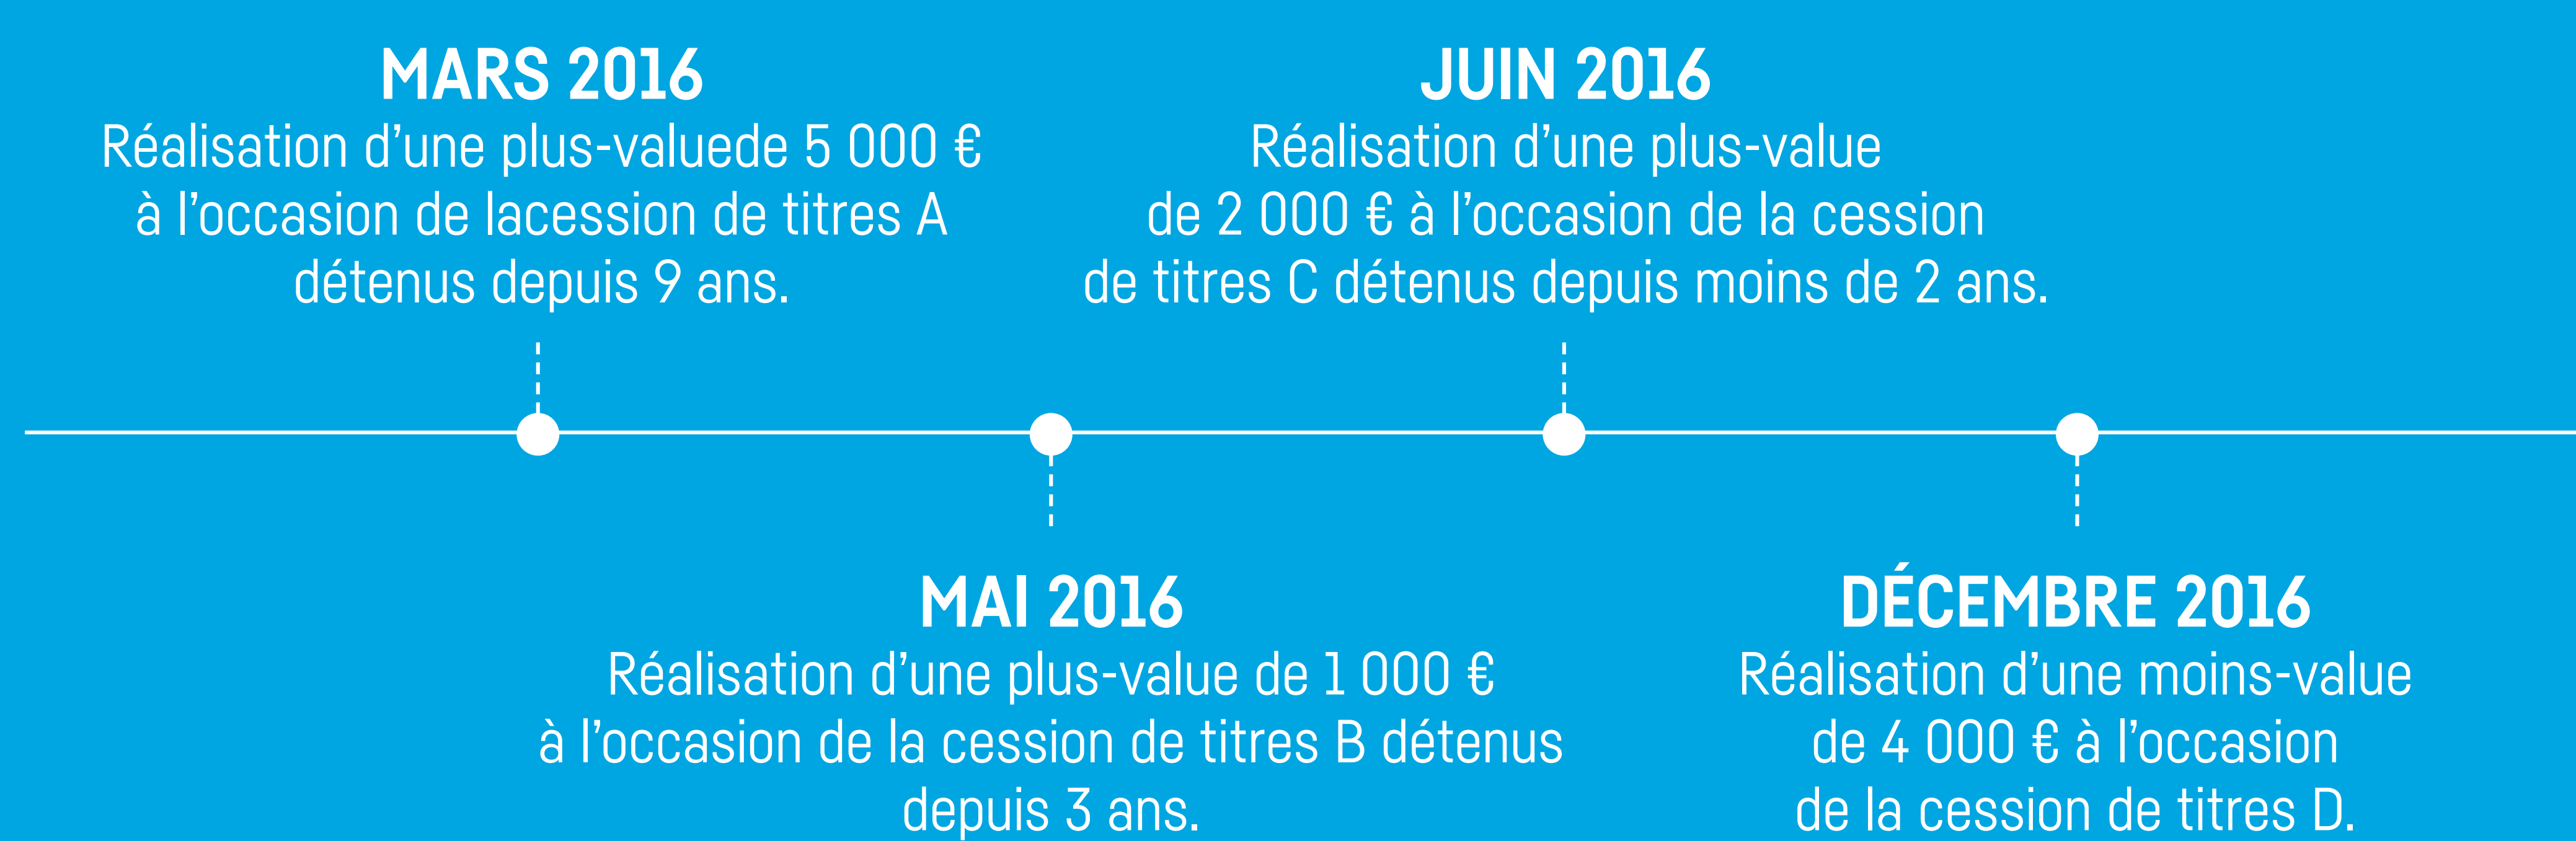 MARS 2016
Réalisation d'une plus-valuede 5 000 €
à l'occasion de lacession de titres A
détenus depuis 9 ans.
JUIN 2016
Réalisation d'une plus-value
de 2 000 € à l'occasion de la cession
de titres C détenus depuis moins de 2 ans.
MAI 2016
Réalisation d'une plus-value de 1 000 €
à l'occasion de la cession de titres B détenus
depuis 3 ans.
DÉCEMBRE 2016
Réalisation d'une moins-value
de 4 000 € à l'occasion
de la cession de titres D.